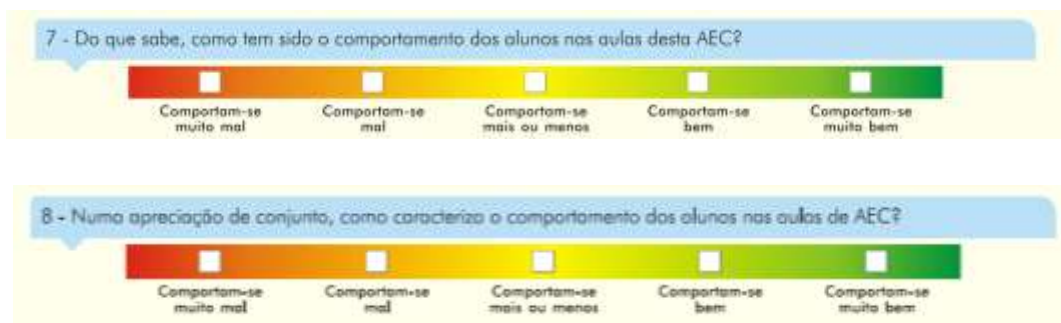 7 - Do que sabe, como tem sido o comportamento dos alunos nas aulas desta AEC?
Comportam-se muito mal
Comportam-se mal
Comportam-se mais ou menos
Comportam-se bem
Comportam-se muito bem
8 - Numa apreciação de conjunto, como caracteriza o comportamento dos alunos nas aulas de AEC?
Comportam-se muito mal
Comportam-se mal
Comportam-se mais ou menos
Comportam-se bem
Comportam-se muito bem